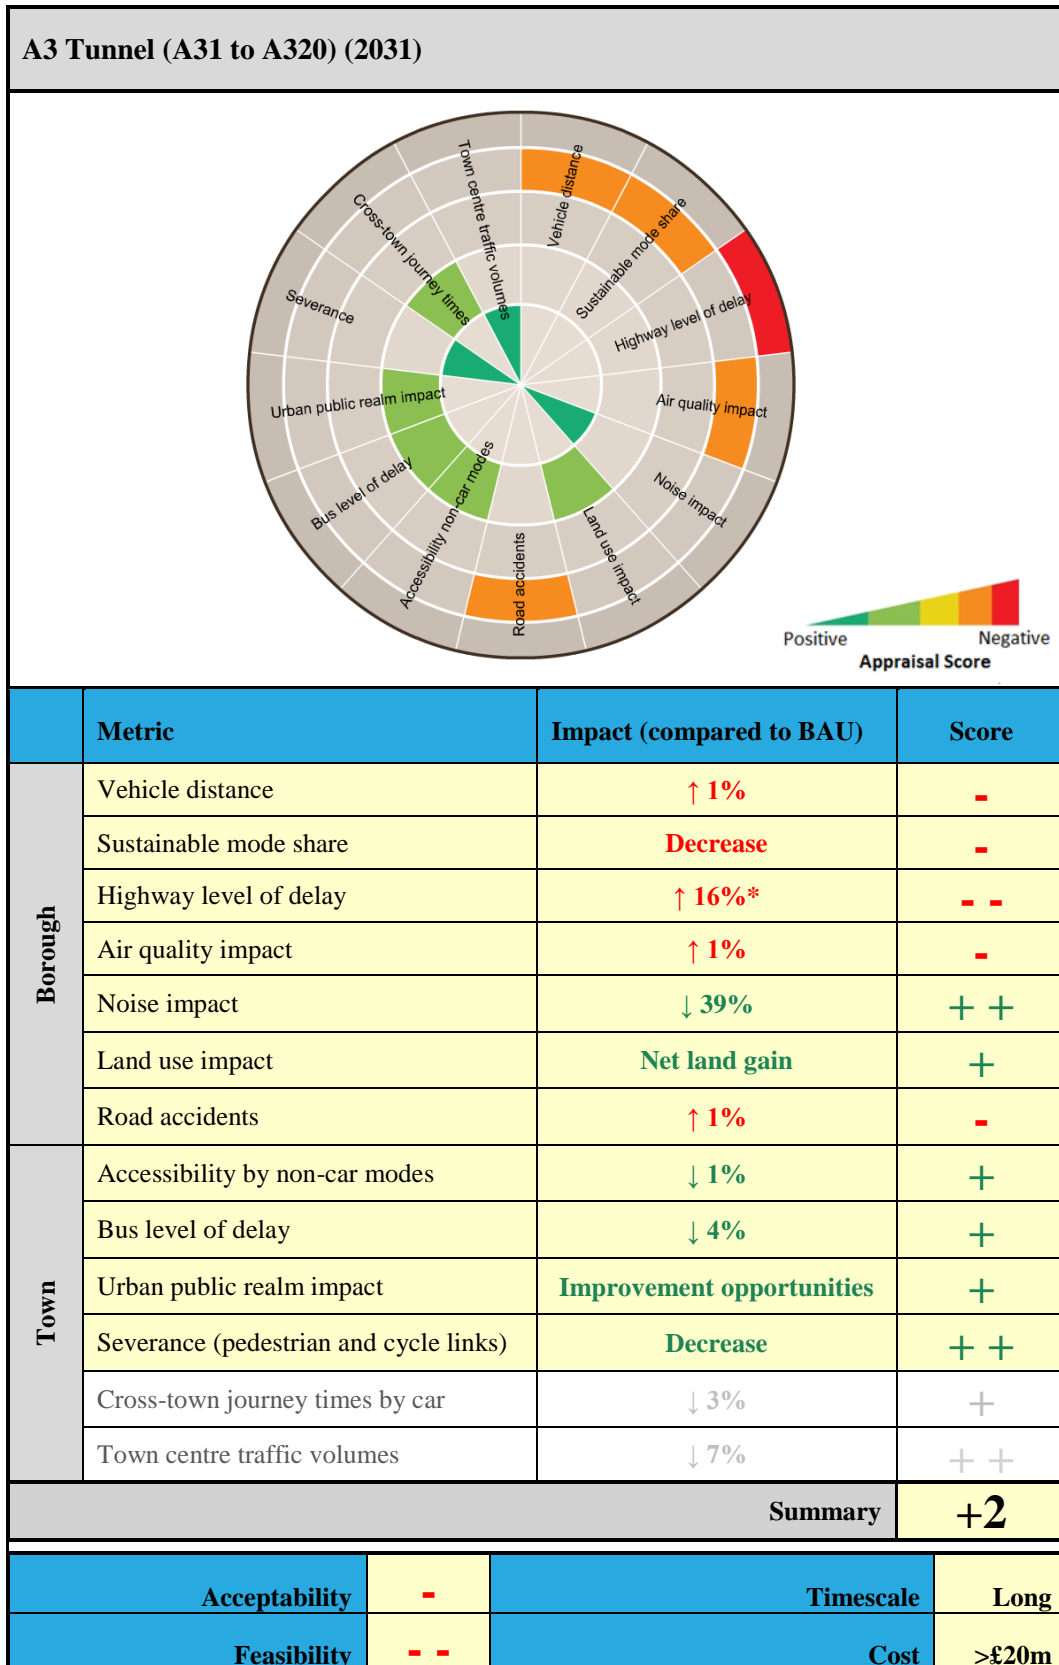 A3 Tunnel (A31 to A320) (2031)
Town centre traffic volumes
Vehicle distance
Cross-town journey times
Sustainable mode share
Severance
Highway level of delay
Urban public realm impact
Air quality impact
Bus level of delay
Noise impact
Accessibility non-car modes
Land use impact
Road accidents
Positive Negative
Appraisal Score
Metric Impact (compared to BAU) Score
Borough
Vehicle distance ↑ 1% -
Sustainable mode share Decrease -
Highway level of delay ↑ 16%* - -
Air quality impact ↑ 1% -
Noise impact ↓ 39% + +
Land use impact Net land gain +
Road accidents ↑ 1% -
Town
Accessibility by non-car modes ↓ 1% +
Bus level of delay ↓ 4% +
Urban public realm impact Improvement opportunities +
Severance (pedestrian and cycle links) Decrease + +
Cross-town journey times by car ↓ 3% +
Town centre traffic volumes ↓ 7% + +
Summary +2
Acceptability - Timescale Long
Feasibility - - Cost >£20m